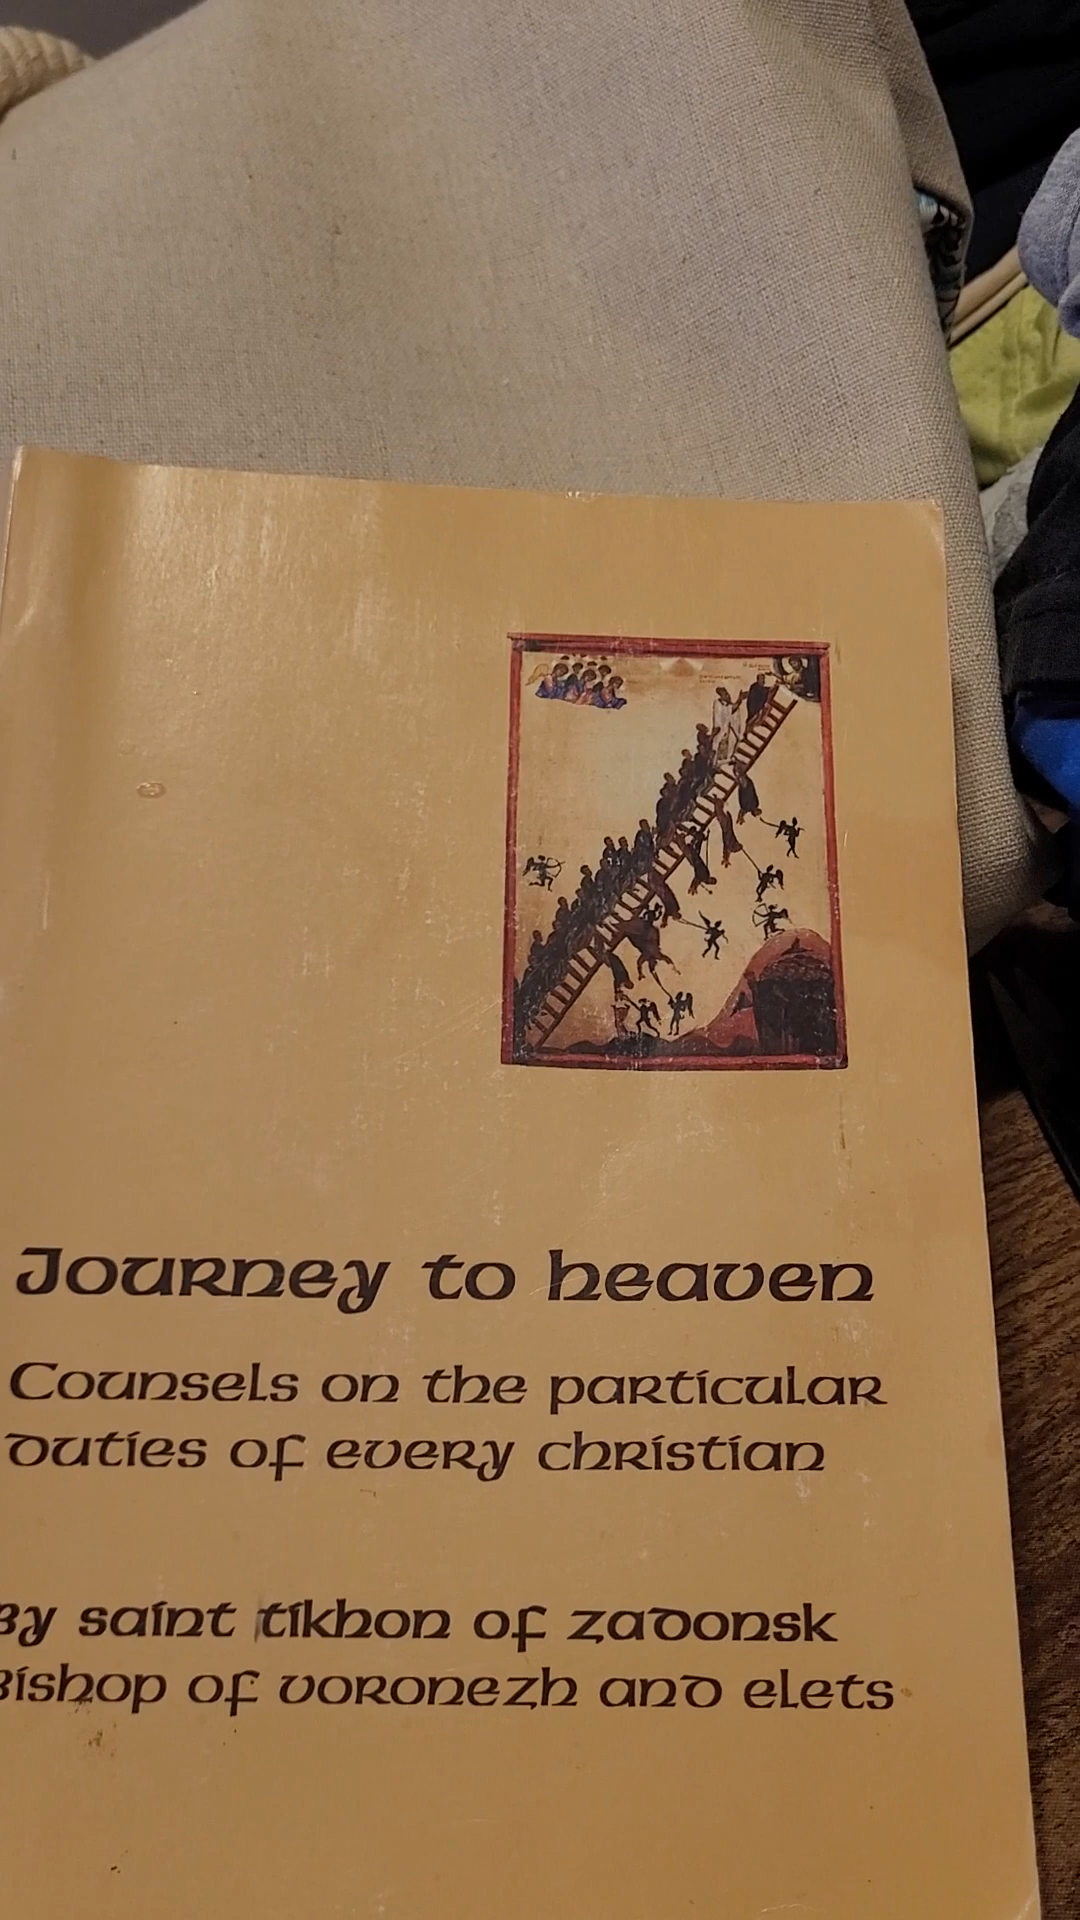 Journey to heaven
Counsels on the particular
duties of every christian
By saint tikhon of zadonsk
Bishop of voronezh and elets